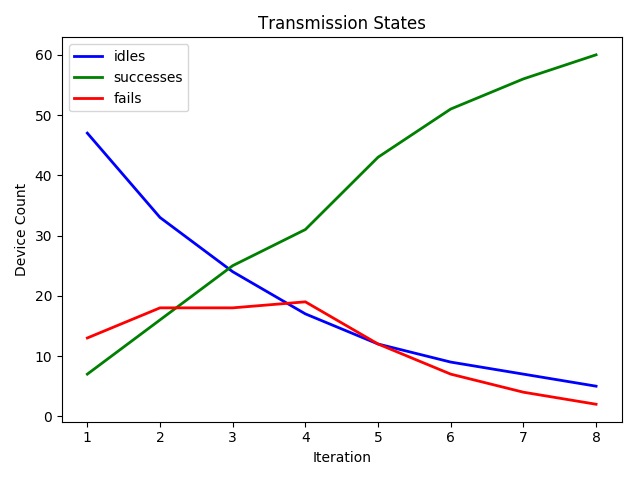 Transmission States
idles
successes
fails
Device Count
60
50
40
30
20
10
0
1 2 3 4 5 6 7 8
Iteration